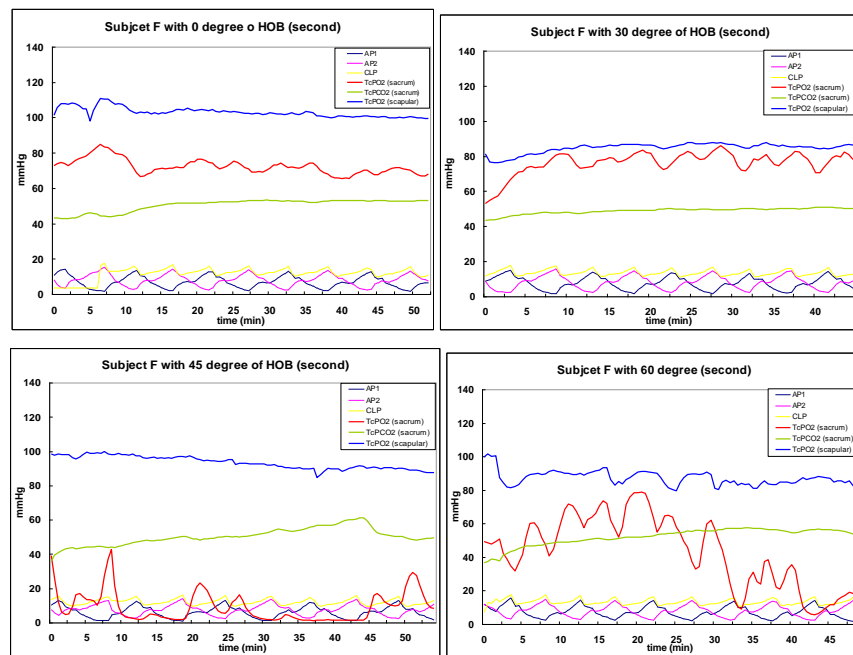 Subjcet F with 0 degree o HOB (second)
AP1
AP2
CLP
TcPO2 (sacrum)
TcPCO2 (sacrum)
TcPO2 (scapular)
mmHg
140
120
100
80
60
40
20
0
0 5 10 15 20 25 30 35 40 45 50
time (min)
Subject F with 30 degree of HOB (second)
AP1
AP2
CLP
TcPO2 (sacrum)
TcPCO2 (sacrum)
TcPO2 (scapular)
mmHg
140
120
100
80
60
40
20
0
0 5 10 15 20 25 30 35 40
time (min)
Subject F with 45 degree of HOB (second)
AP1
AP2
CLP
TcPO2 (sacrum)
TcPCO2 (sacrum)
TcPO2 (scapular)
mmHg
140
120
100
80
60
40
20
0
0 5 10 15 20 25 30 35 40 45 50
time (min)
Subjcet F with 60 degree (second)
AP1
AP2
CLP
TcPO2 (sacrum)
TcPCO2 (sacrum)
TcPO2 (scapular)
mmHg
140
120
100
80
60
40
20
0
0 5 10 15 20 25 30 35 40 45
time (min)